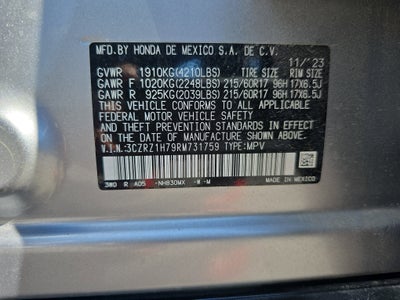 MFD.BY HONDA DE MEXICO S.A. DE C.V.
11/'23
GVWR 1910KG(4210LBS) TIRE SIZE RIM SIZE
GAWR F 1020KG(2248LBS) 215/60R17 96H 17X6.5J
GAWR R 925KG(2039LBS) 215/60R17 96H 17X6.5J
THIS VEHICLE CONFORMS TO ALL APPLICABLE
FEDERAL MOTOR VEHICLE SAFETY
AND THEFT PREVENTION STANDARDS
IN EFFECT ON THE DATE OF MANUFACTURE
SHOWN ABOVE.
V.I.N:3CZRZ1H79RM731759 TYPE:MPV
3W0 R A05 -NH830MX -W -M
MADE IN MEXICO